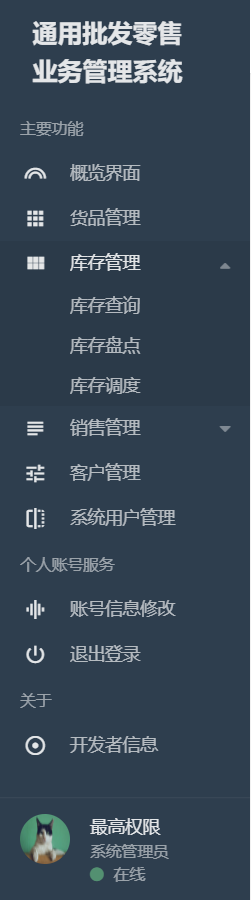 通用批发零售
业务管理系统
主要功能
概览界面
货品管理
库存管理
库存查询
库存盘点
库存调度
销售管理
客户管理
系统用户管理
个人账号服务
账号信息修改
退出登录
关于
开发者信息
最高权限
系统管理员
在线